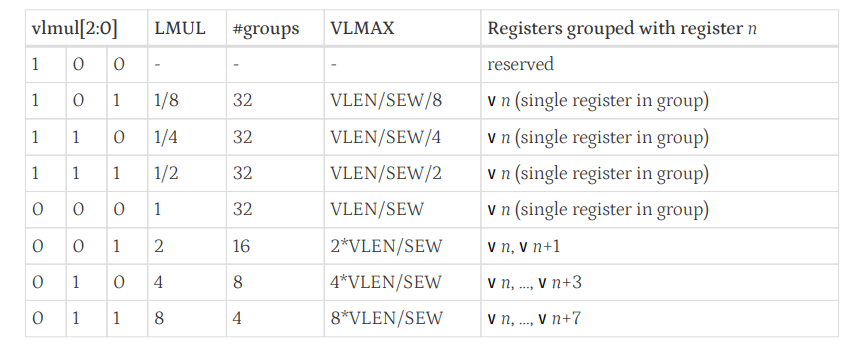 vlmul[2:0] LMUL #groups VLMAX Registers grouped with register n
1 0 0 - - - reserved
1 0 1 1/8 32 VLEN/SEW/8 v n (single register in group)
1 1 0 1/4 32 VLEN/SEW/4 v n (single register in group)
1 1 1 1/2 32 VLEN/SEW/2 v n (single register in group)
0 0 0 1 32 VLEN/SEW v n (single register in group)
0 0 1 2 16 2*VLEN/SEW v n, v n+1
0 1 0 4 8 4*VLEN/SEW v n, ..., v n+3
0 1 1 8 4 8*VLEN/SEW v n, ..., v n+7